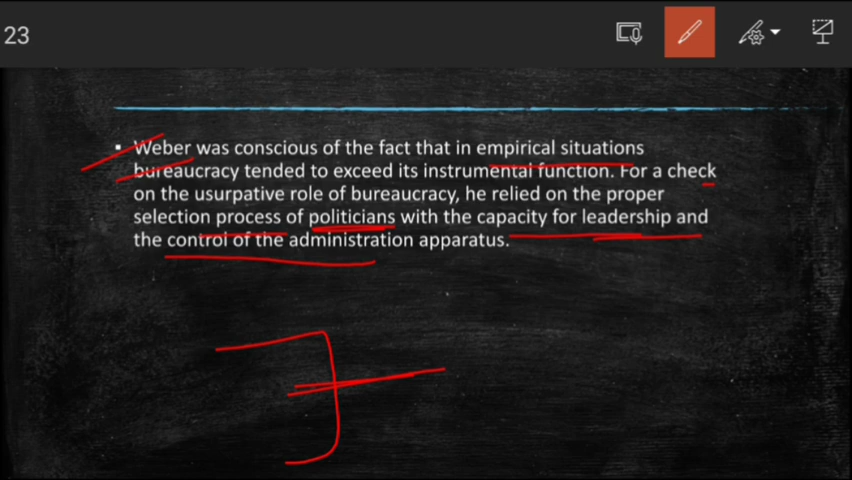 23
▪ Weber was conscious of the fact that in empirical situations
bureaucracy tended to exceed its instrumental function. For a check
on the usurpative role of bureaucracy, he relied on the proper
selection process of politicians with the capacity for leadership and
the control of the administration apparatus.